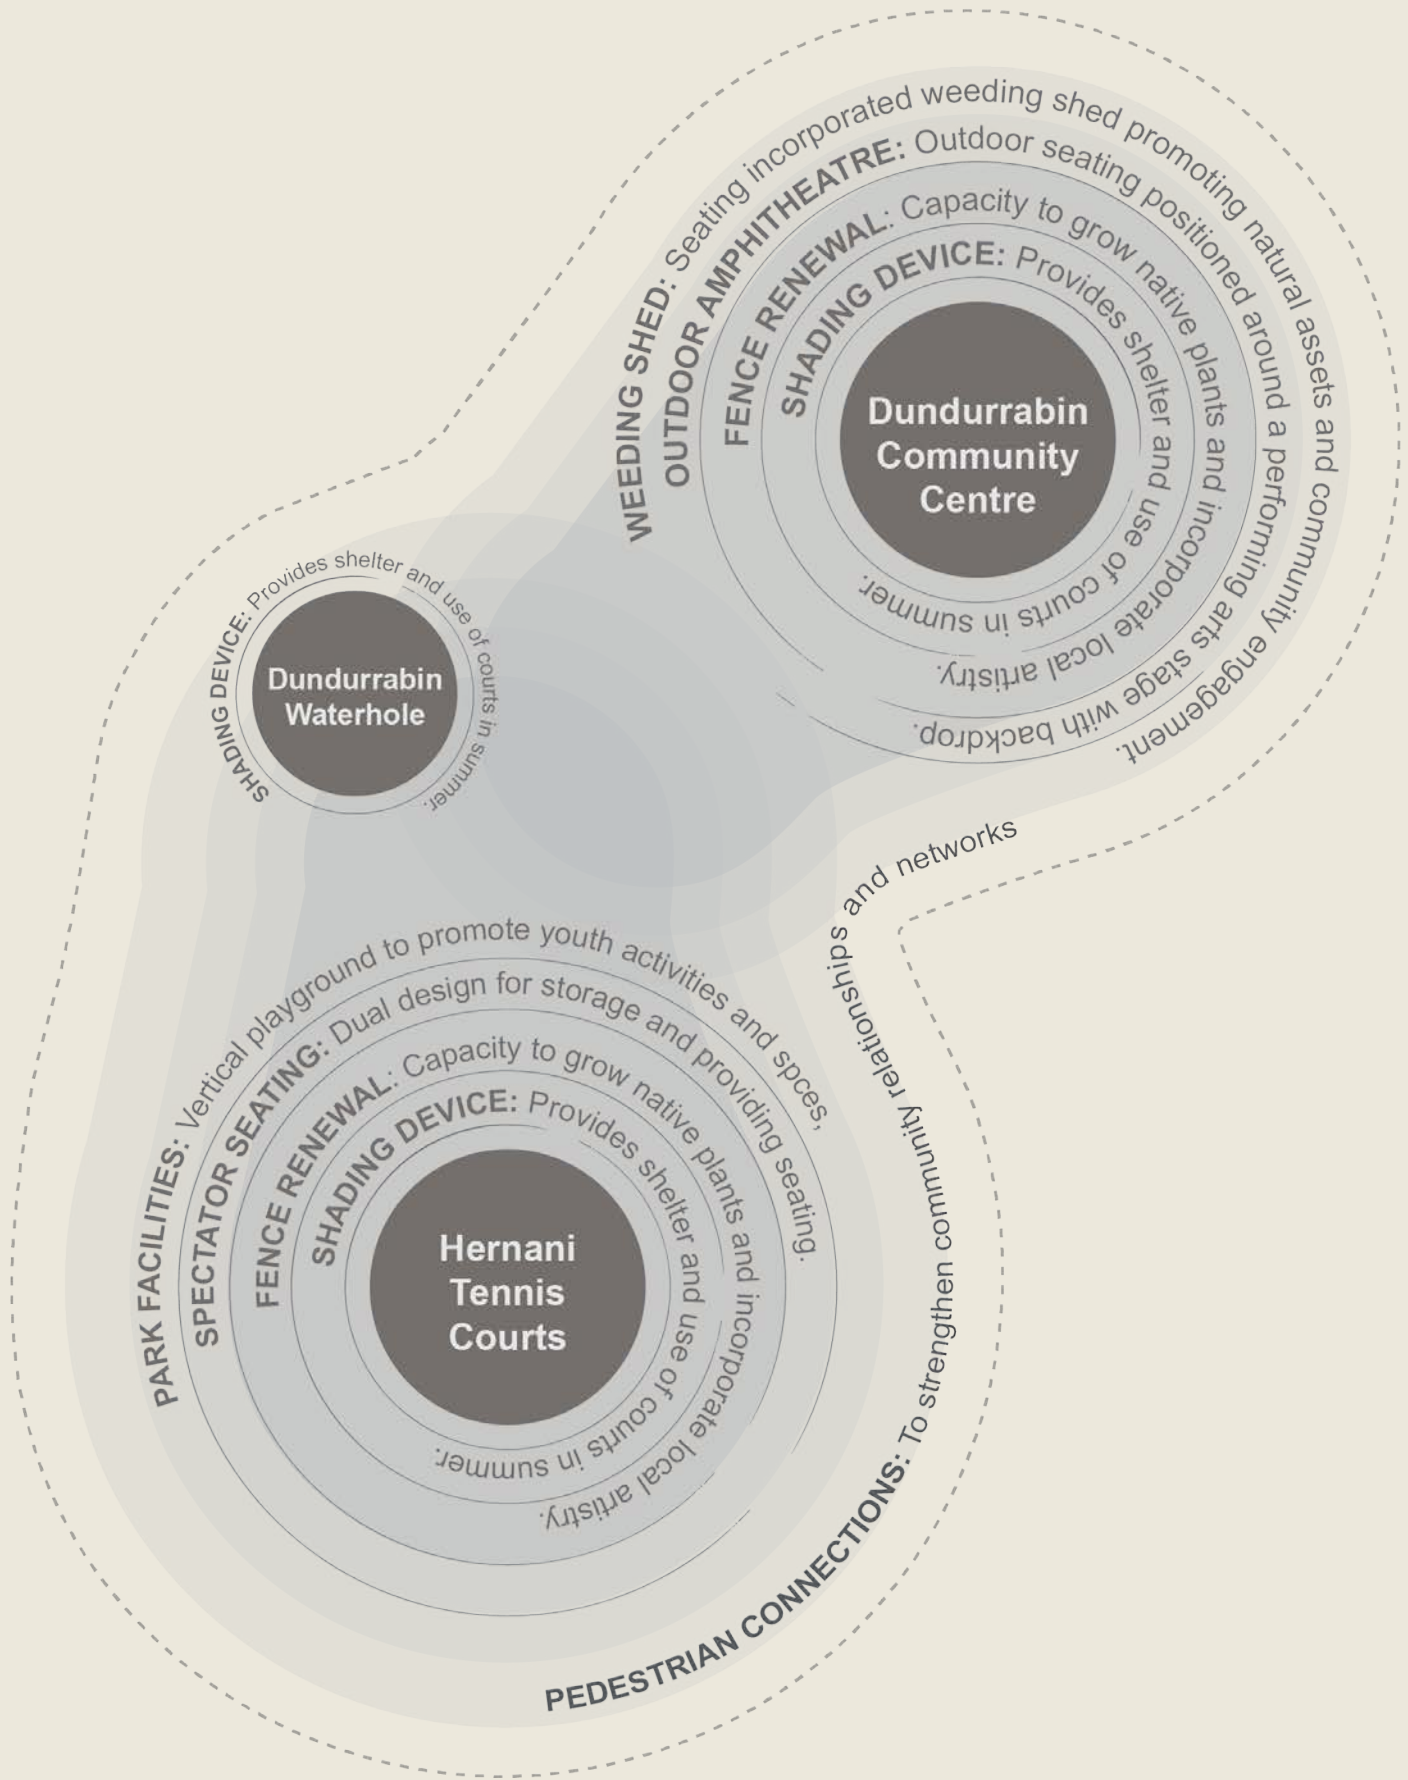 WEEDING SHED: Seating incorporated weeding shed promoting natural assets and community engagement.
OUTDOOR AMPHITHEATRE: Outdoor seating positioned around a performing arts stage with backdrop.
FENCE RENEWAL: Capacity to grow native plants and incorporate local artistry.
SHADING DEVICE: Provides shelter and use of courts in summer.
Dundurrabin
Community
Centre
SHADING DEVICE: Provides shelter and use of courts in summer.
Dundurrabin
Waterhole
PARK FACILITIES: Vertical playground to promote youth activities and spces,
SPECTATOR SEATING: Dual design for storage and providing seating.
FENCE RENEWAL: Capacity to grow native plants and incorporate local artistry.
SHADING DEVICE: Provides shelter and use of courts in summer.
Hernani
Tennis
Courts
PEDESTRIAN CONNECTIONS: To strengthen community relationships and networks